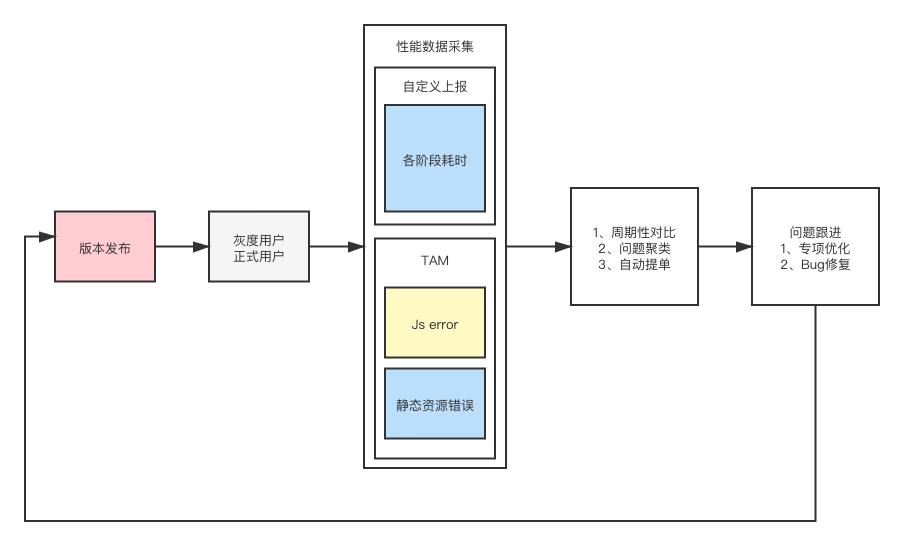 性能数据采集
自定义上报
各阶段耗时
版本发布
灰度用户
正式用户
TAM
Js error
静态资源错误
1、周期性对比
2、问题聚类
3、自动提单
问题跟进
1、专项优化
2、Bug修复